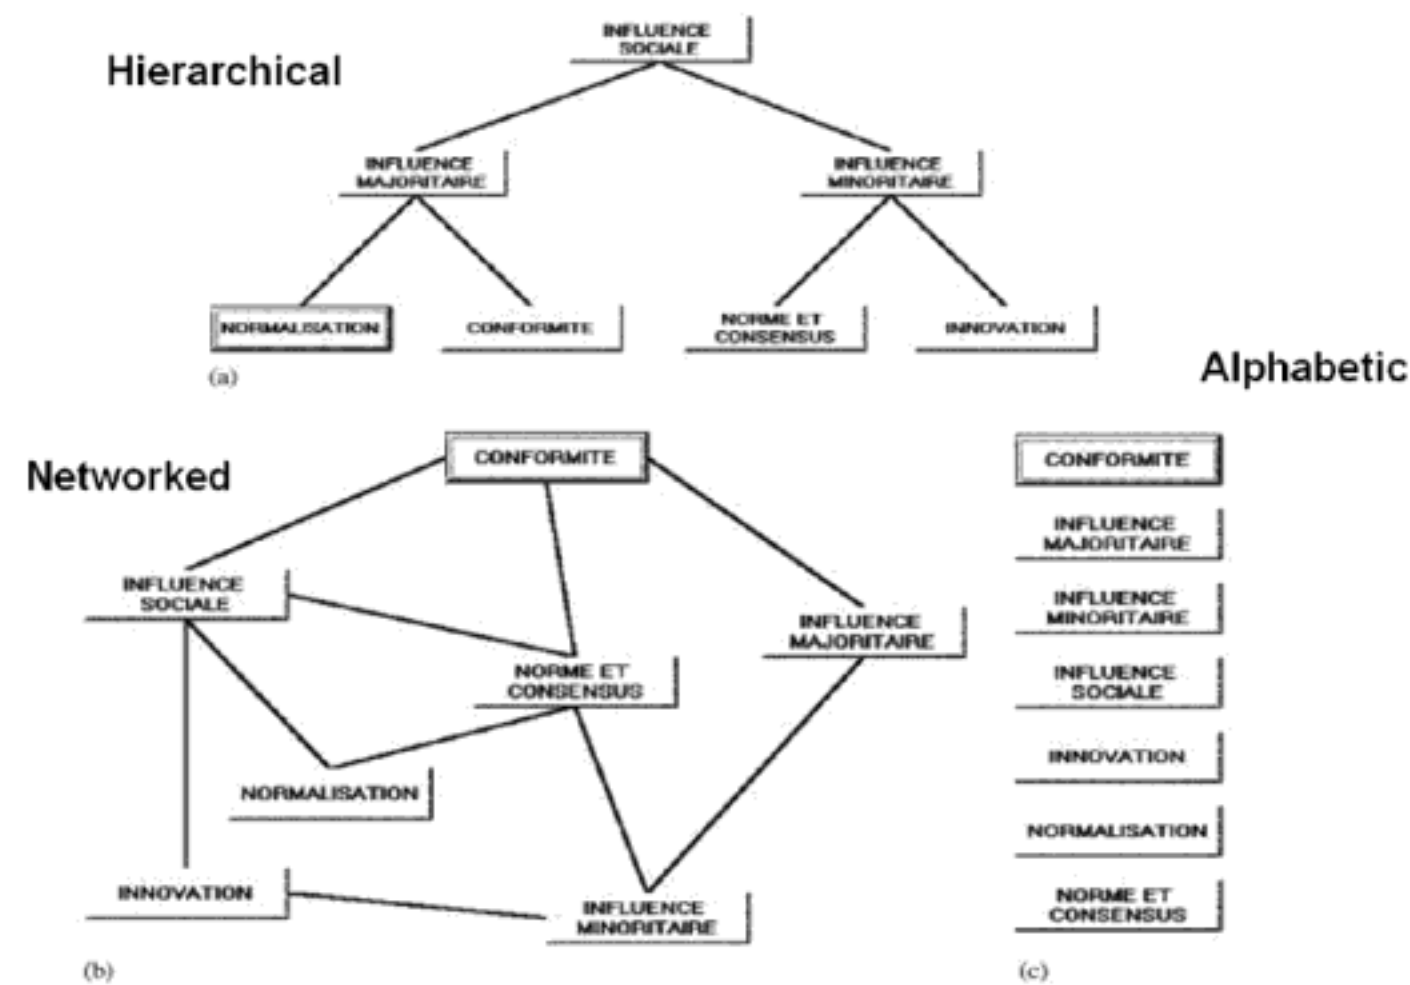 Hierarchical
INFLUENCE
SOCIALE
INFLUENCE
MAJORITAIRE
INFLUENCE
MINORITAIRE
NORMALISATION
CONFORMITE
NORME ET
CONSENSUS
INNOVATION
(a)
Alphabetic
Networked
CONFORMITE
INFLUENCE
SOCIALE
INFLUENCE
MAJORITAIRE
NORME ET
CONSENSUS
NORMALISATION
INNOVATION
INFLUENCE
MINORITAIRE
(b)
CONFORMITE
INFLUENCE
MAJORITAIRE
INFLUENCE
MINORITAIRE
INFLUENCE
SOCIALE
INNOVATION
NORMALISATION
NORME ET
CONSENSUS
(c)